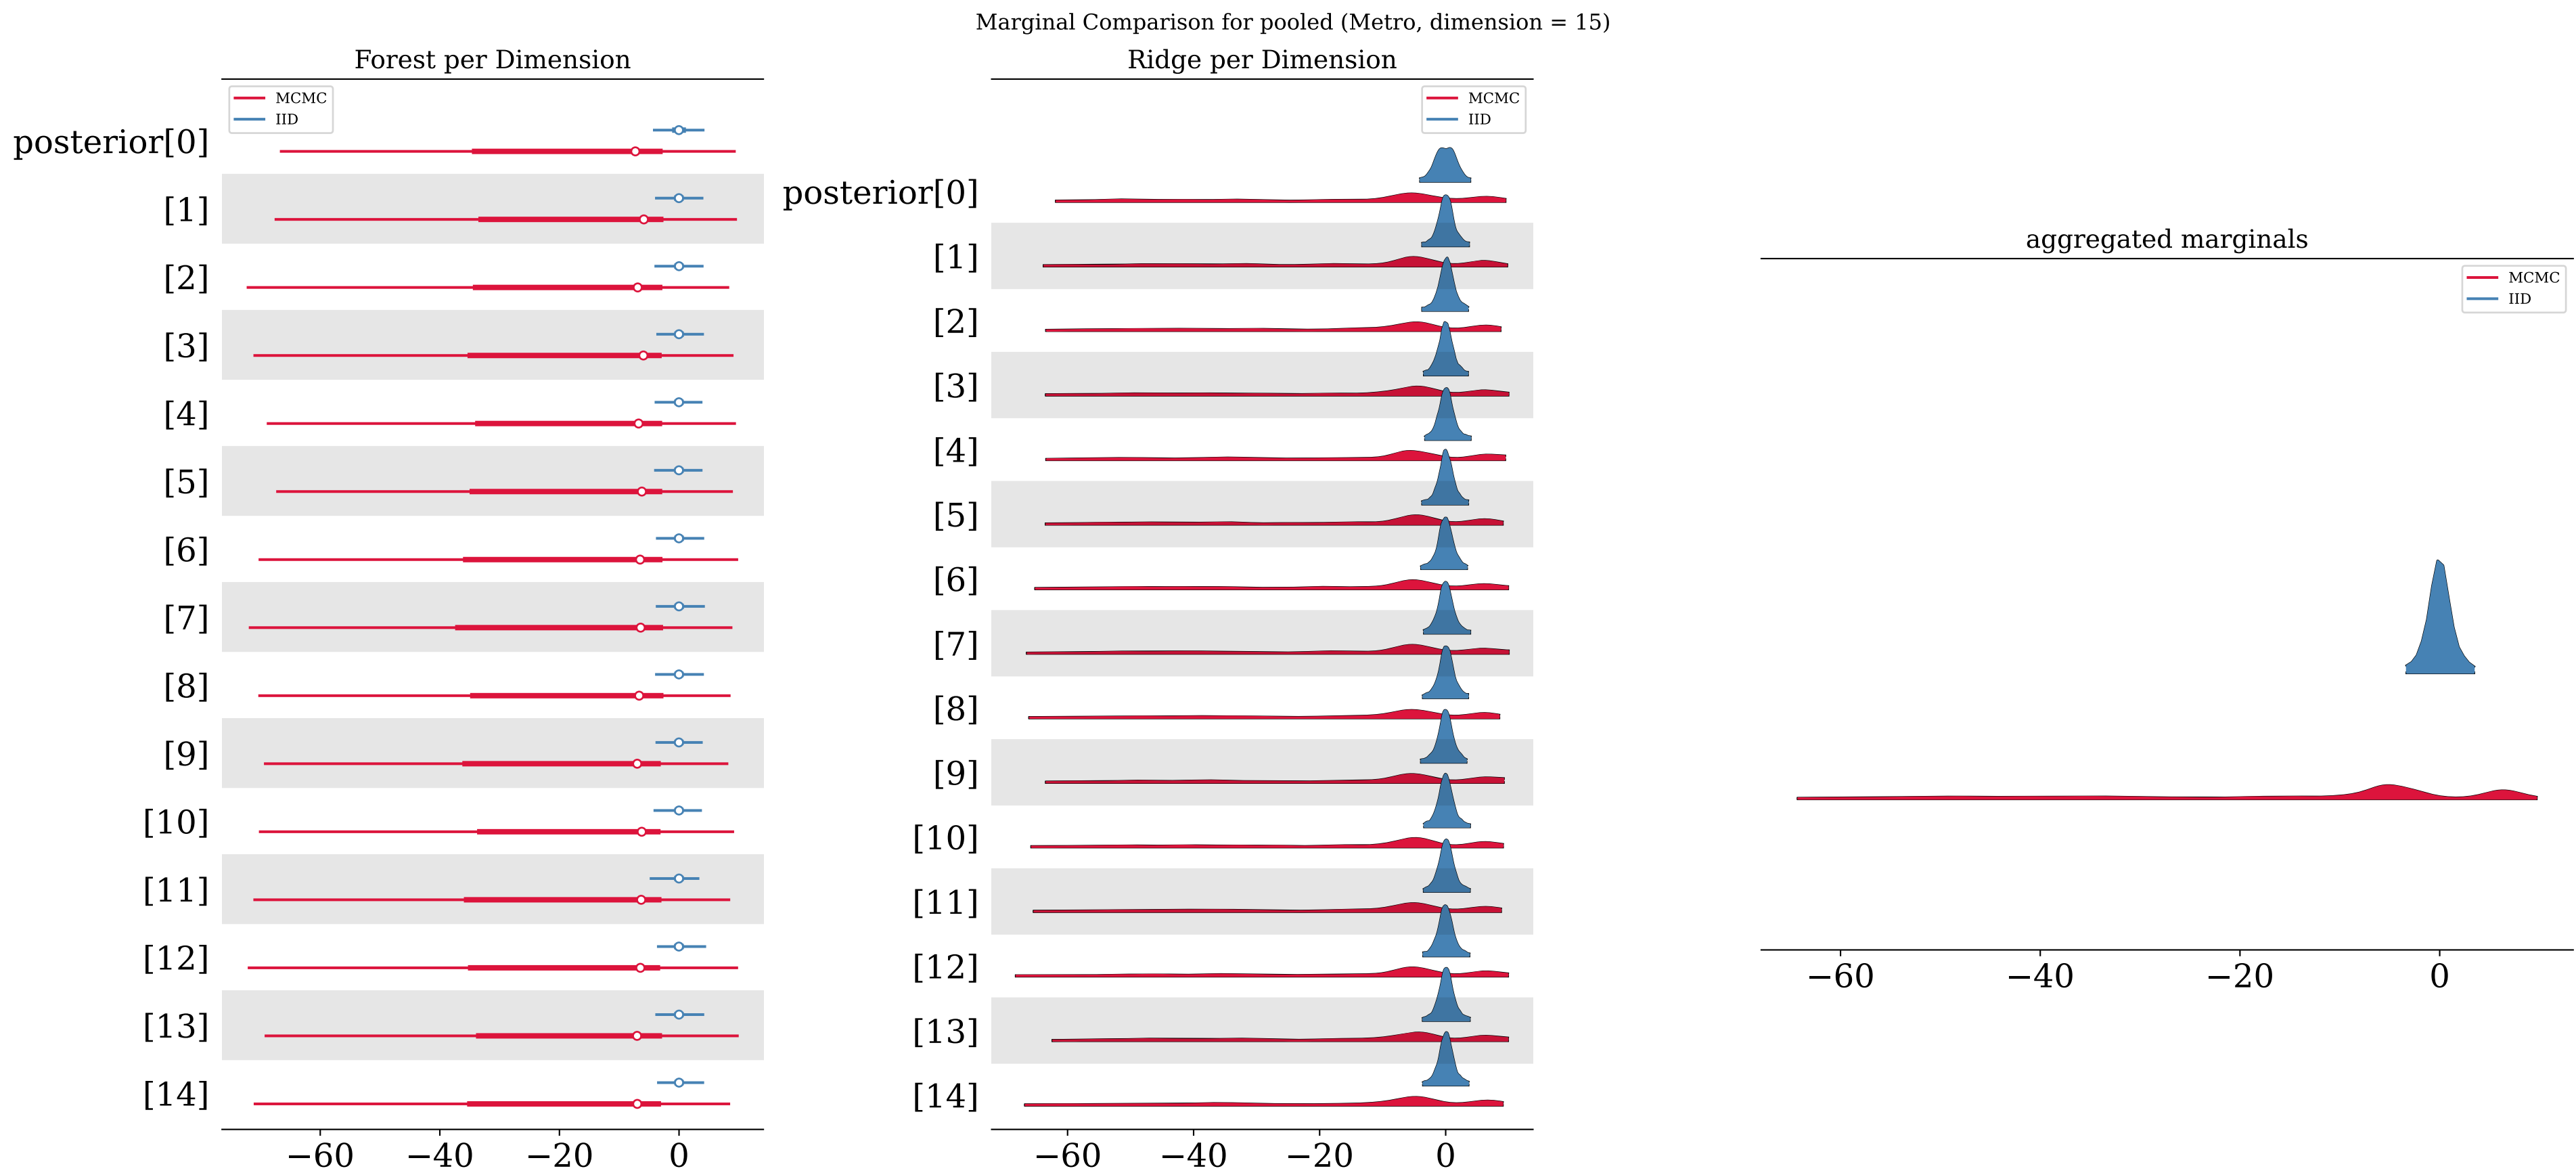 Marginal Comparison for pooled (Metro, dimension = 15)
Forest per Dimension
MCMC
IID
posterior[0]
[1]
[2]
[3]
[4]
[5]
[6]
[7]
[8]
[9]
[10]
[11]
[12]
[13]
[14]
−60 −40 −20 0
Ridge per Dimension
MCMC
IID
posterior[0]
[1]
[2]
[3]
[4]
[5]
[6]
[7]
[8]
[9]
[10]
[11]
[12]
[13]
[14]
−60 −40 −20 0
aggregated marginals
MCMC
IID
−60 −40 −20 0